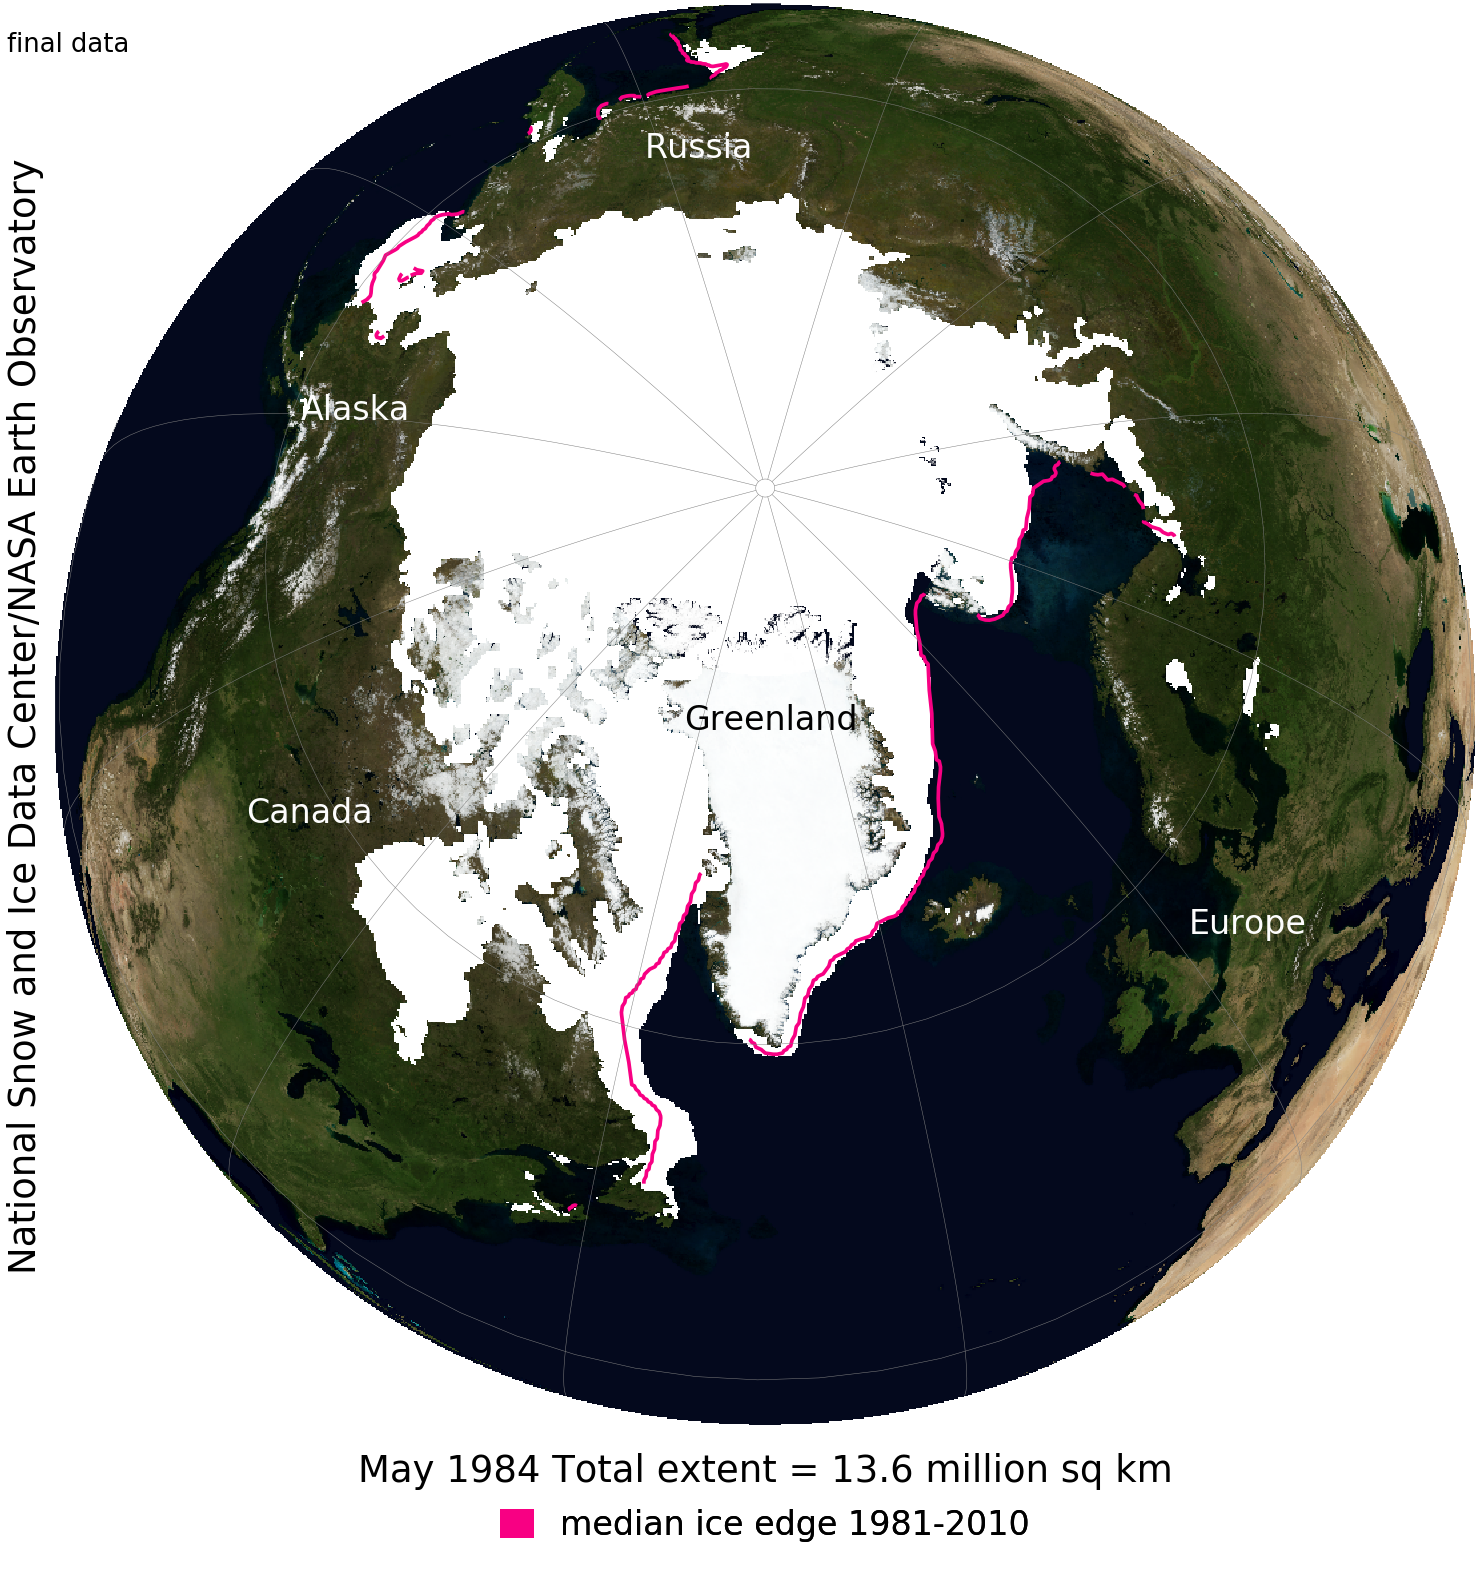 final data
National Snow and Ice Data Center/NASA Earth Observatory
Russia
Alaska
Greenland
Canada
Europe
May 1984 Total extent = 13.6 million sq km
median ice edge 1981-2010